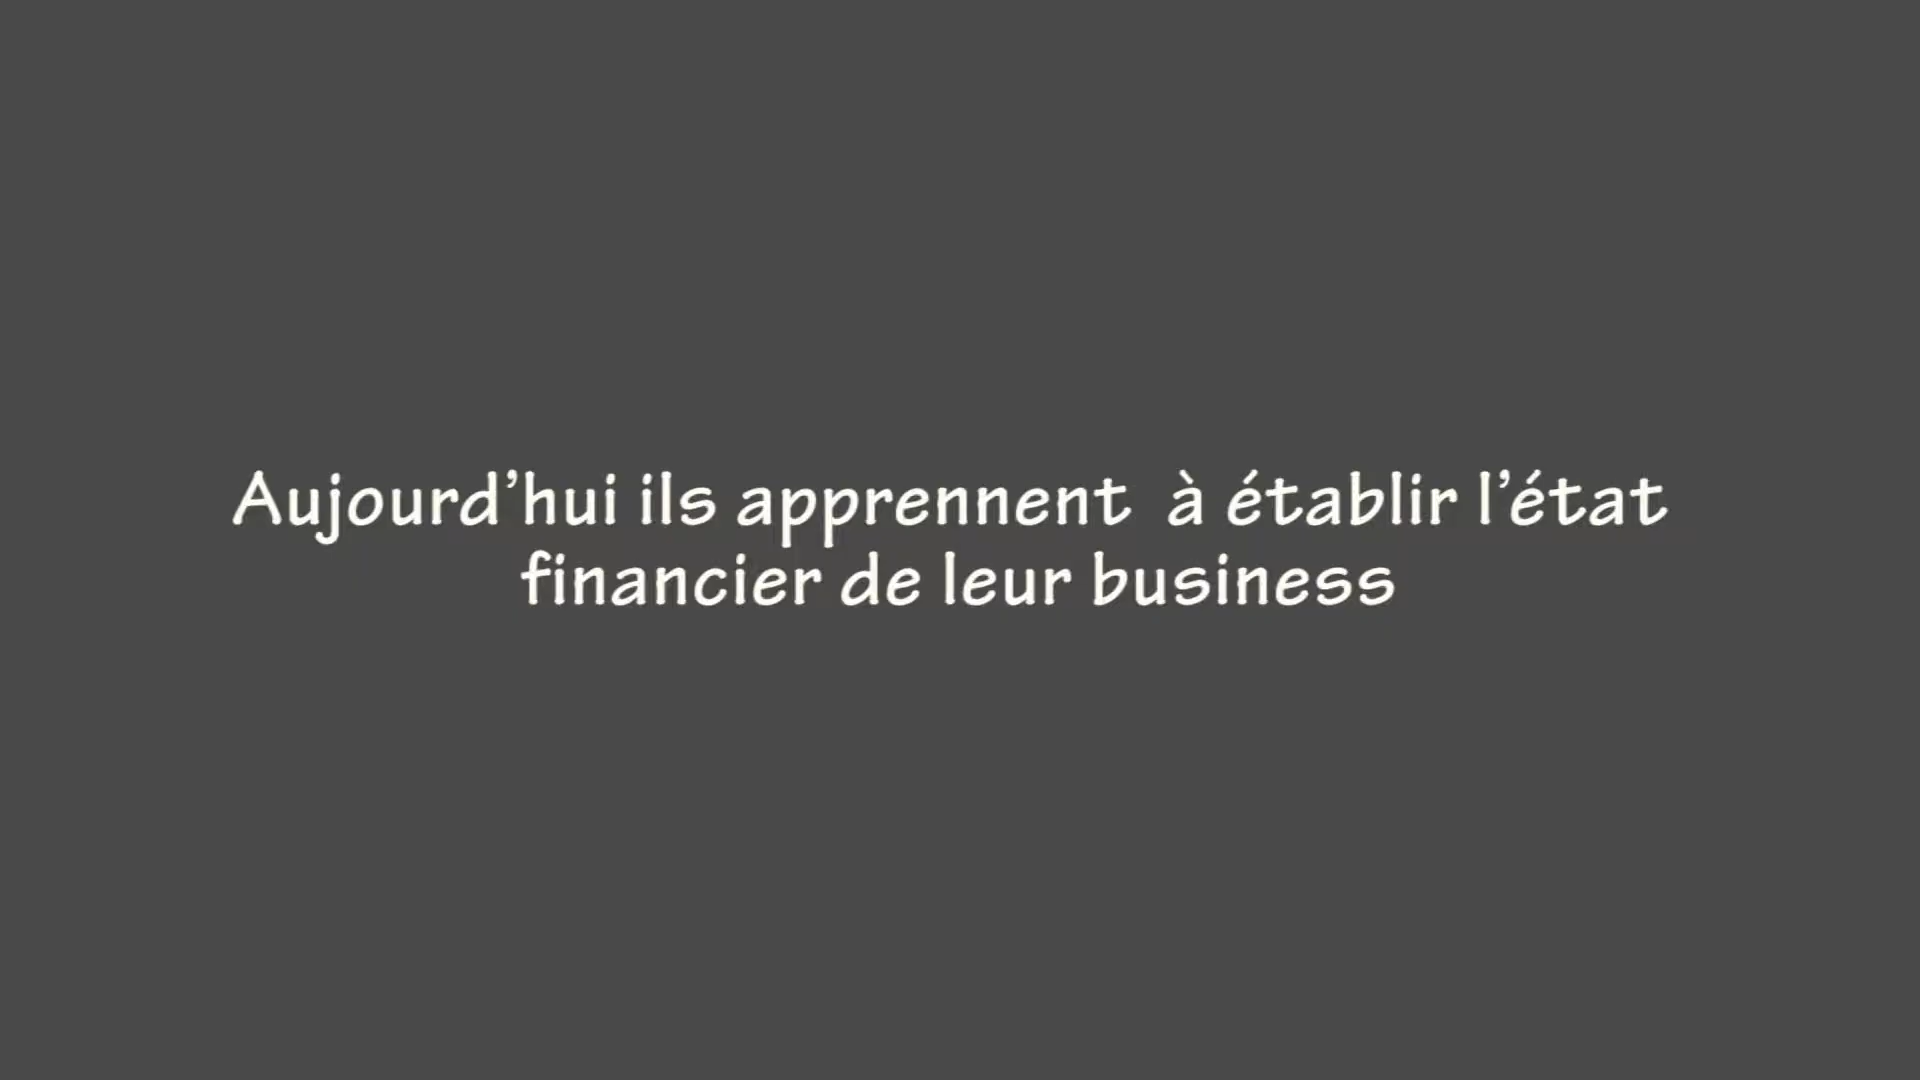 Aujourd’hui ils apprennent  à établir l’état
financier de leur business